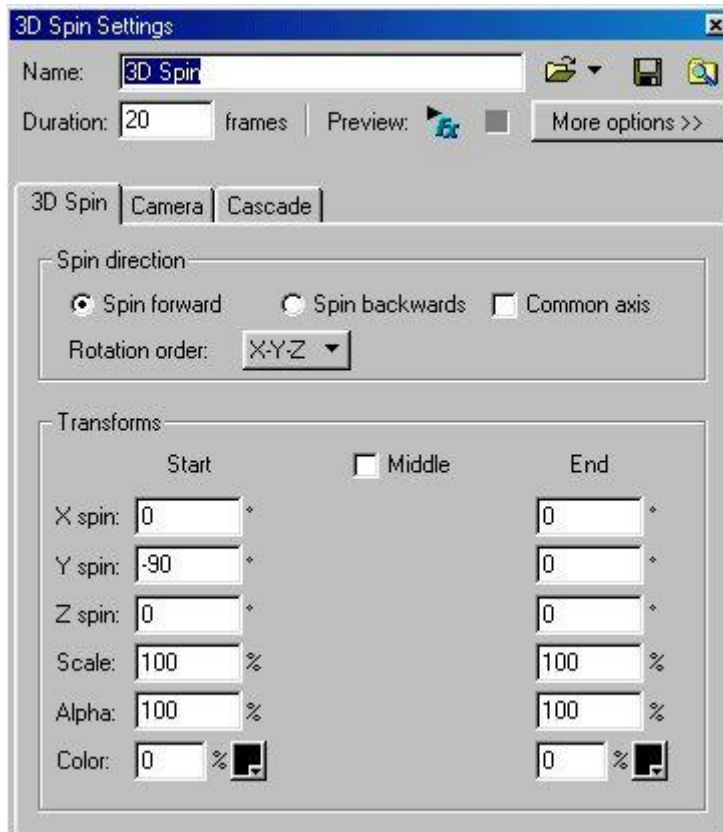 3D Spin Settings
Name: 3D Spin
Duration: 20 frames Preview: fx More options >>
3D Spin Camera Cascade
Spin direction
Spin forward Spin backwards Common axis
Rotation order: X-Y-Z
Transforms
Start Middle End
X spin: 0 ° 0 °
Y spin: -90 ° 0 °
Z spin: 0 ° 0 °
Scale: 100 % 100 %
Alpha: 100 % 100 %
Color: 0 % 0 %